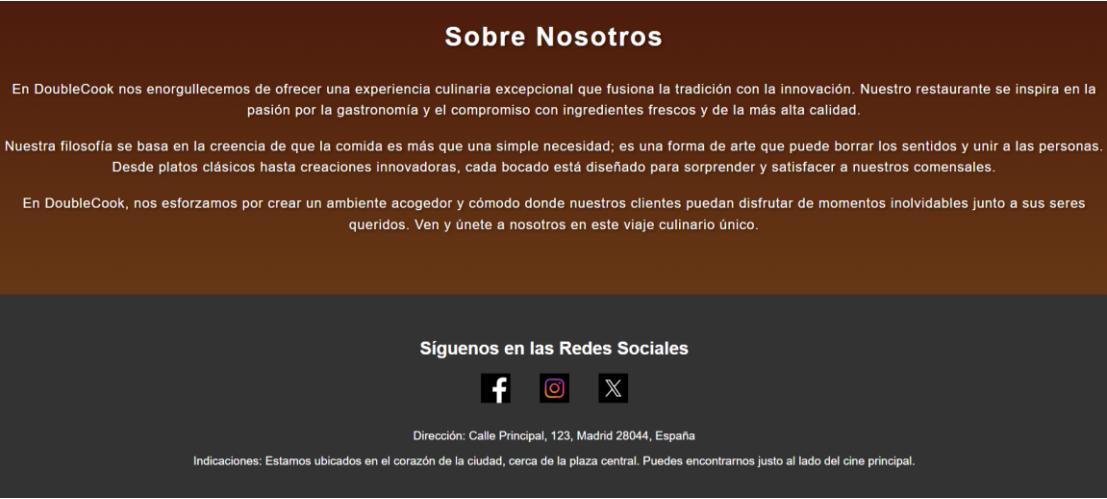 Sobre Nosotros
En DoubleCook nos enorgullecemos de ofrecer una experiencia culinaria excepcional que fusiona la tradición con la innovación. Nuestro restaurante se inspira en la
pasión por la gastronomía y el compromiso con ingredientes frescos y de la más alta calidad.
Nuestra filosofía se basa en la creencia de que la comida es más que una simple necesidad; es una forma de arte que puede borrar los sentidos y unir a las personas.
Desde platos clásicos hasta creaciones innovadoras, cada bocado está diseñado para sorprender y satisfacer a nuestros comensales.
En DoubleCook, nos esforzamos por crear un ambiente acogedor y cómodo donde nuestros clientes puedan disfrutar de momentos inolvidables junto a sus seres
queridos. Ven y únete a nosotros en este viaje culinario único.
Síguenos en las Redes Sociales
Dirección: Calle Principal, 123, Madrid 28044, España
Indicaciones: Estamos ubicados en el corazón de la ciudad, cerca de la plaza central. Puedes encontrarnos justo al lado del cine principal.